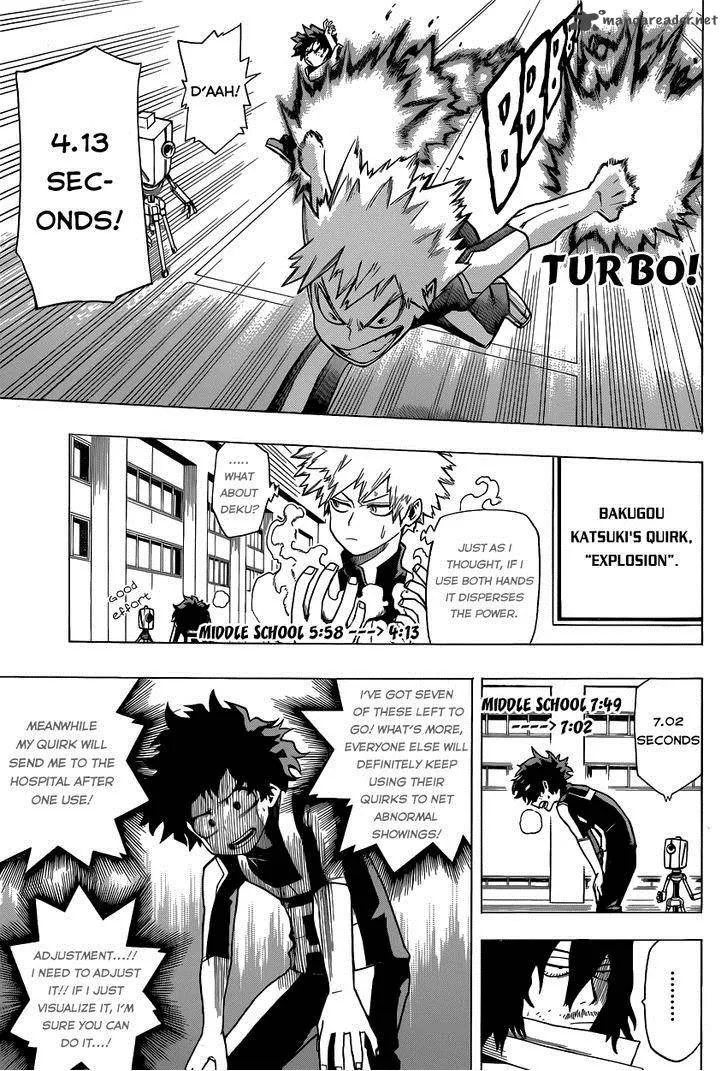 mangareader.net
BBBB
TURBO!
D'AAH!
4.13
SEC-
ONDS!
BAKUGOU
KATSUKI'S QUIRK,
"EXPLOSION".
JUST AS I
THOUGHT, IF I
USE BOTH HANDS
IT DISPERSES
THE POWER.
.....
WHAT
ABOUT
DEKU?
Good
effort
MIDDLE SCHOOL 5:58 ---> 4:13
MIDDLE SCHOOL 7:49
----> 7:02
7.02
SECONDS
I'VE GOT SEVEN
OF THESE LEFT TO
GO! WHAT'S MORE,
EVERYONE ELSE WILL
DEFINITELY KEEP
USING THEIR
QUIRKS TO NET
ABNORMAL
SHOWINGS!
MEANWHILE
MY QUIRK WILL
SEND ME TO THE
HOSPITAL AFTER
ONE USE!
ADJUSTMENT...!!
I NEED TO ADJUST
IT!! IF I JUST
VISUALIZE IT, I'M
SURE YOU CAN
DO IT....!
......